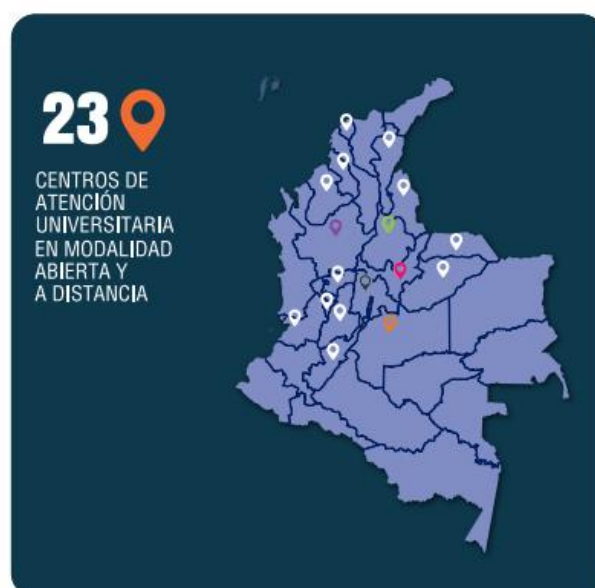 23
CENTROS DE
ATENCIÓN
UNIVERSITARIA
EN MODALIDAD
ABIERTA Y
A DISTANCIA